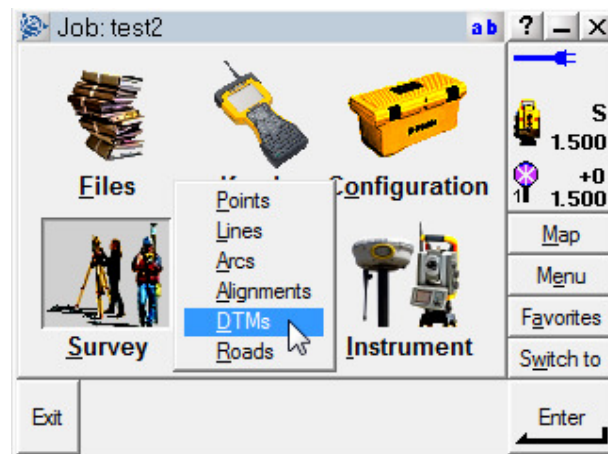 Job: test2
a b
?
Files
Configuration
Points
Lines
Arcs
Alignments
DTMs
Roads
Survey
Instrument
S
1.500
+0
1
1.500
Map
Menu
Favorites
Switch to
Exit
Enter